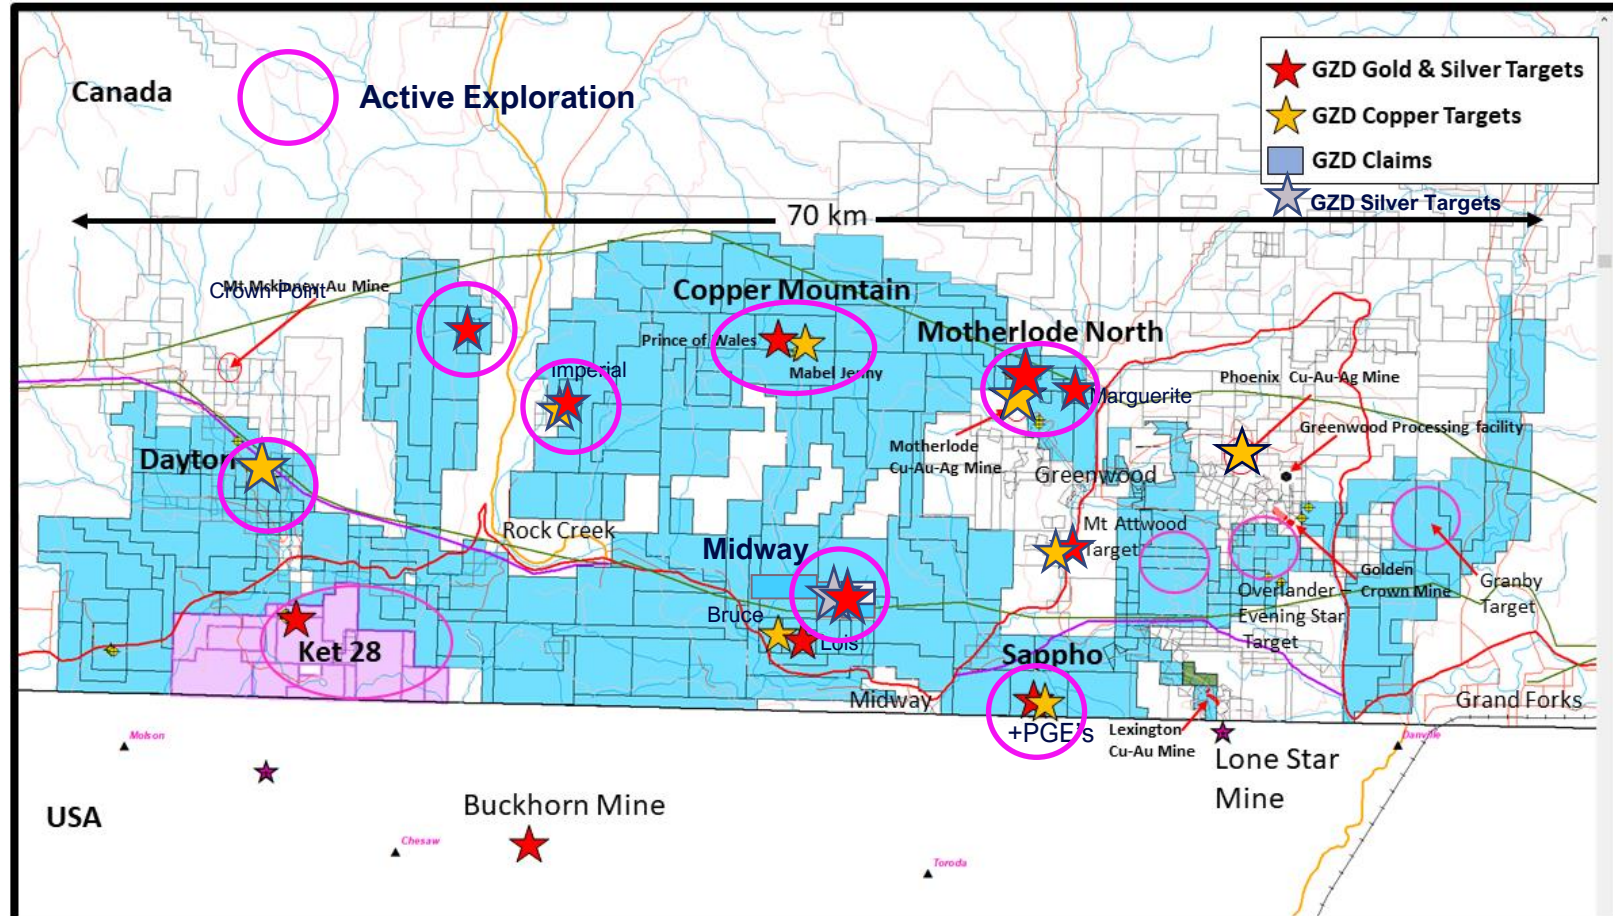 Canada
Active Exploration
GZD Gold & Silver Targets
GZD Copper Targets
GZD Claims
GZD Silver Targets
70 km
Mt Mckinney Au Mine
Crown Point
Copper Mountain
Prince of Wales
Mabel Jenny
Imperial
Motherlode North
Marguerite
Phoenix Cu-Au-Ag Mine
Greenwood Processing facility
Motherlode
Cu-Au-Ag Mine
Greenwood
Dayton
Rock Creek
Midway
Mt Attwood
Target
Golden
Crown Mine
Granby
Target
Overlander –
Evening Star
Target
Bruce
Lois
Ket 28
Sappho
Midway
+PGE's
Lexington
Cu-Au Mine
Grand Forks
Molson
Danville
Lone Star
Mine
USA
Buckhorn Mine
Chesaw
Toroda